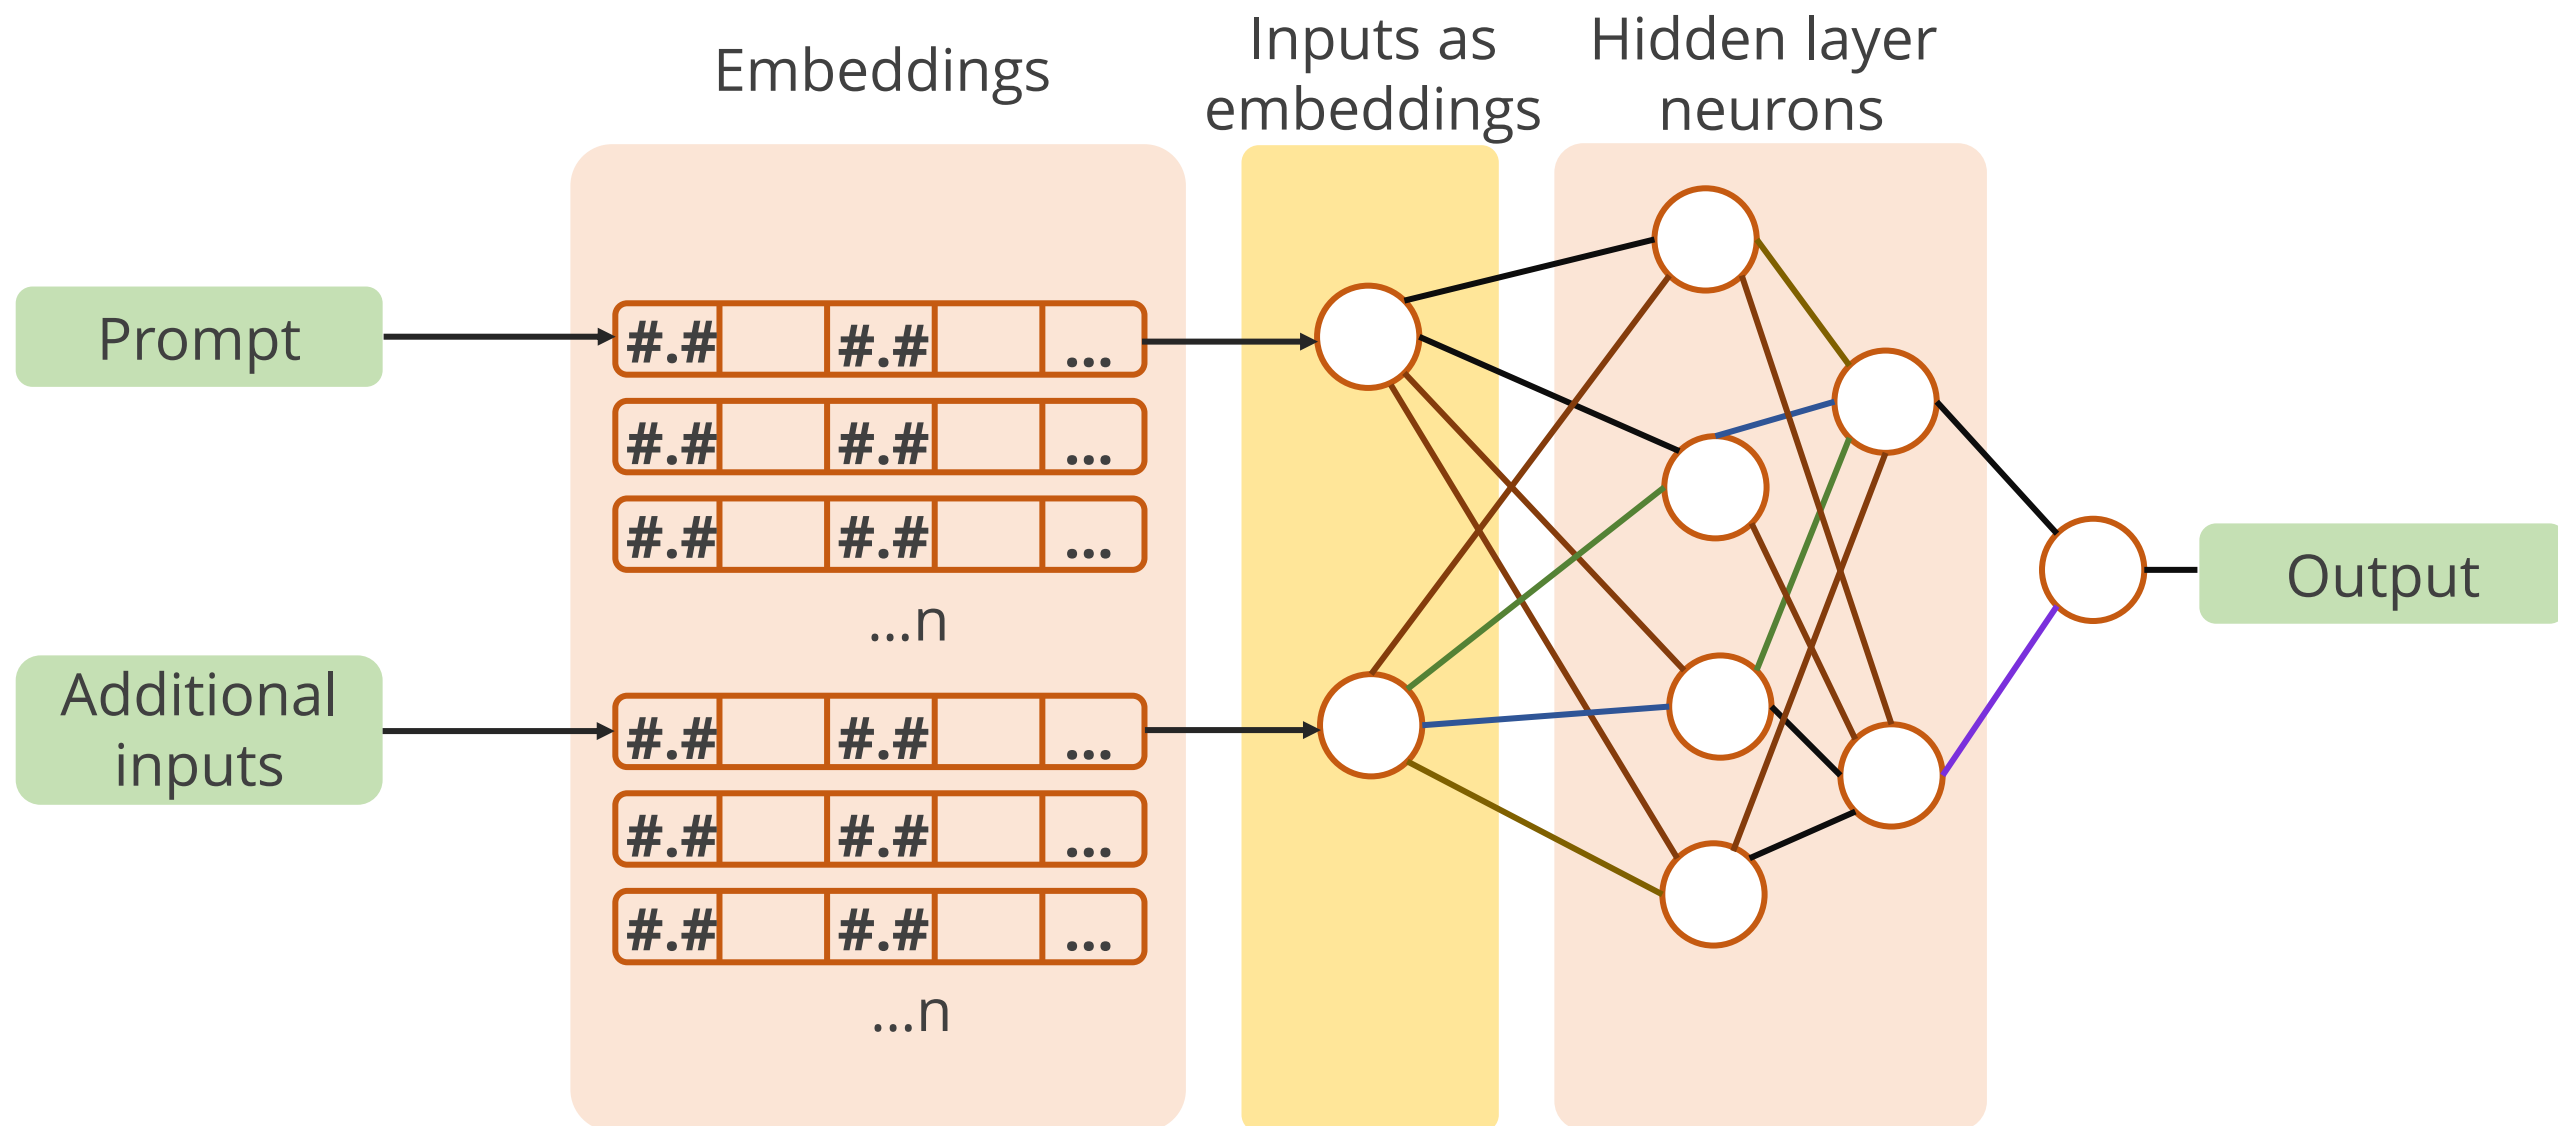 Embeddings
Inputs as
embeddings
Hidden layer
neurons
Prompt
#.# #.# ...
#.# #.# ...
#.# #.# ...
...n
Additional
inputs
#.# #.# ...
#.# #.# ...
#.# #.# ...
...n
Output